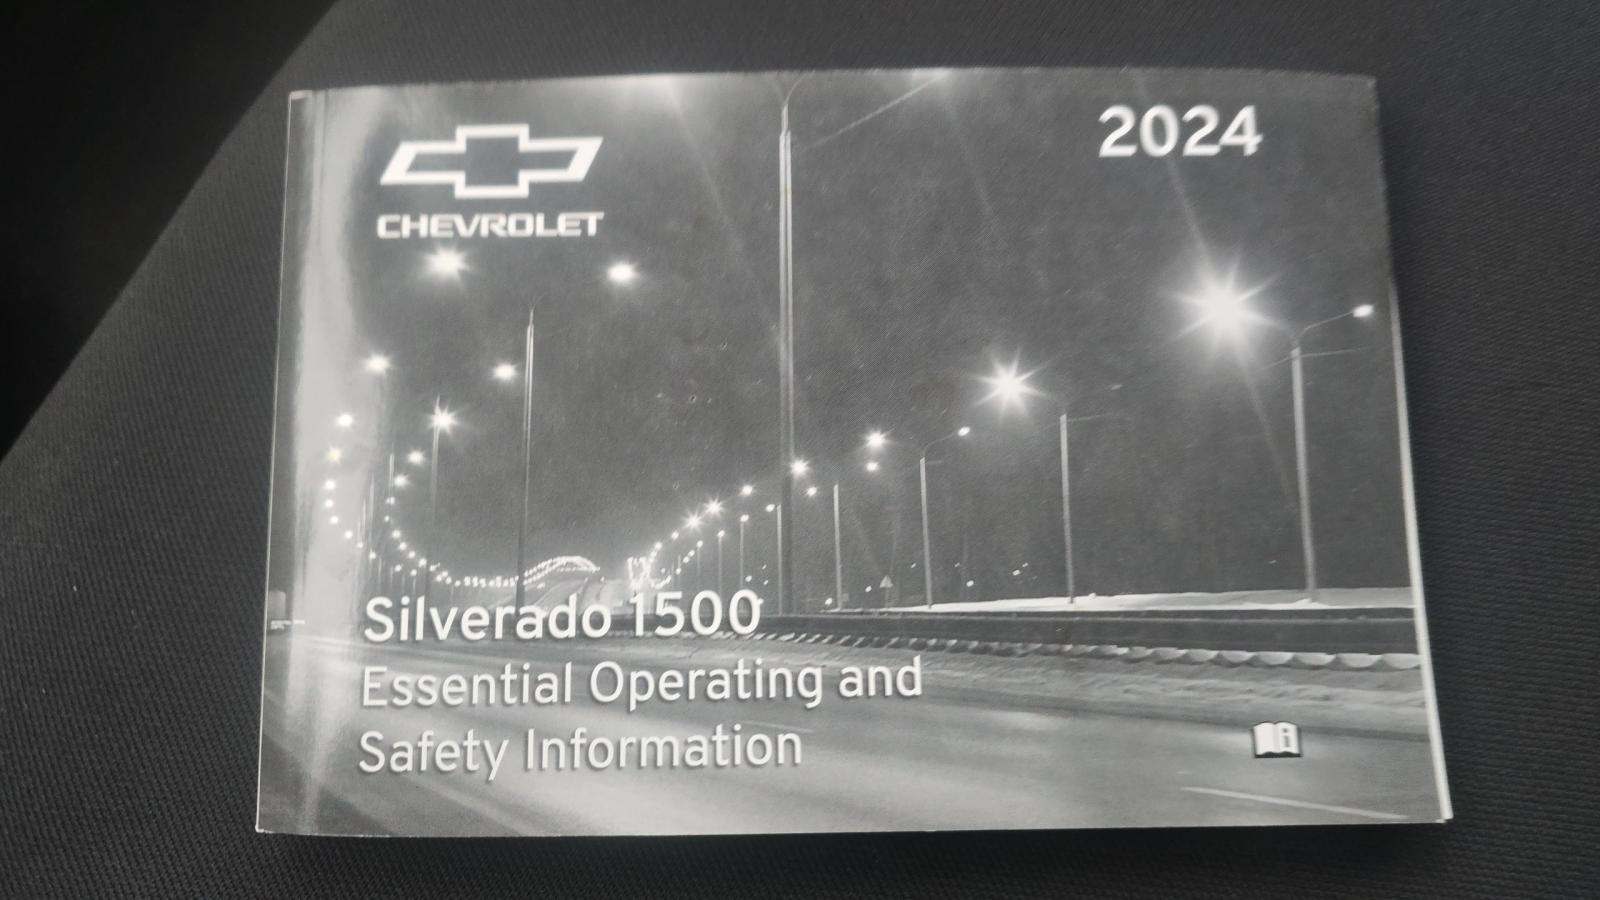 CHEVROLET
2024
Silverado 1500
Essential Operating and
Safety Information